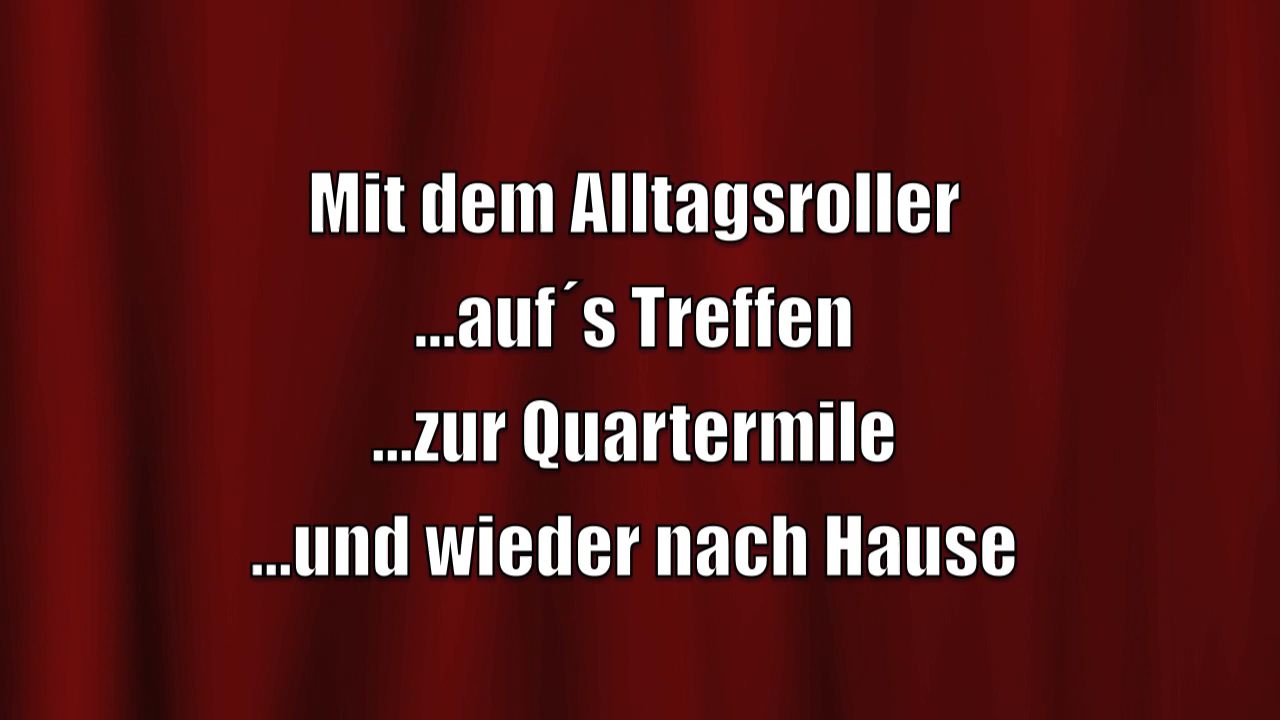 Mit dem Alltagsroller
...auf´s Treffen
...zur Quartermile
...und wieder nach Hause